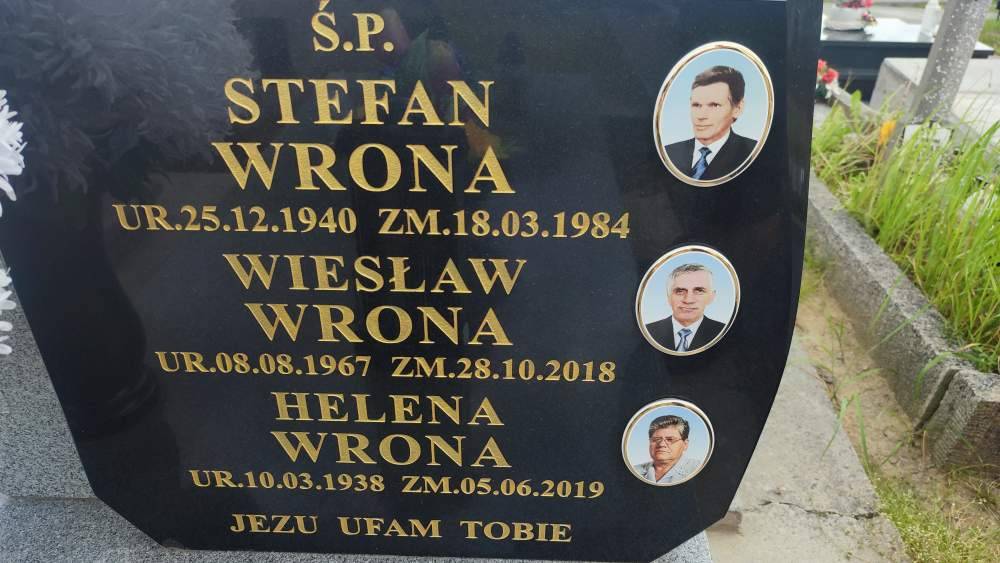 Ś.P.
STEFAN
WRONA
UR.25.12.1940 ZM.18.03.1984
WIESŁAW
WRONA
UR.08.08.1967 ZM.28.10.2018
HELENA
WRONA
UR.10.03.1938 ZM.05.06.2019
JEZU UFAM TOBIE